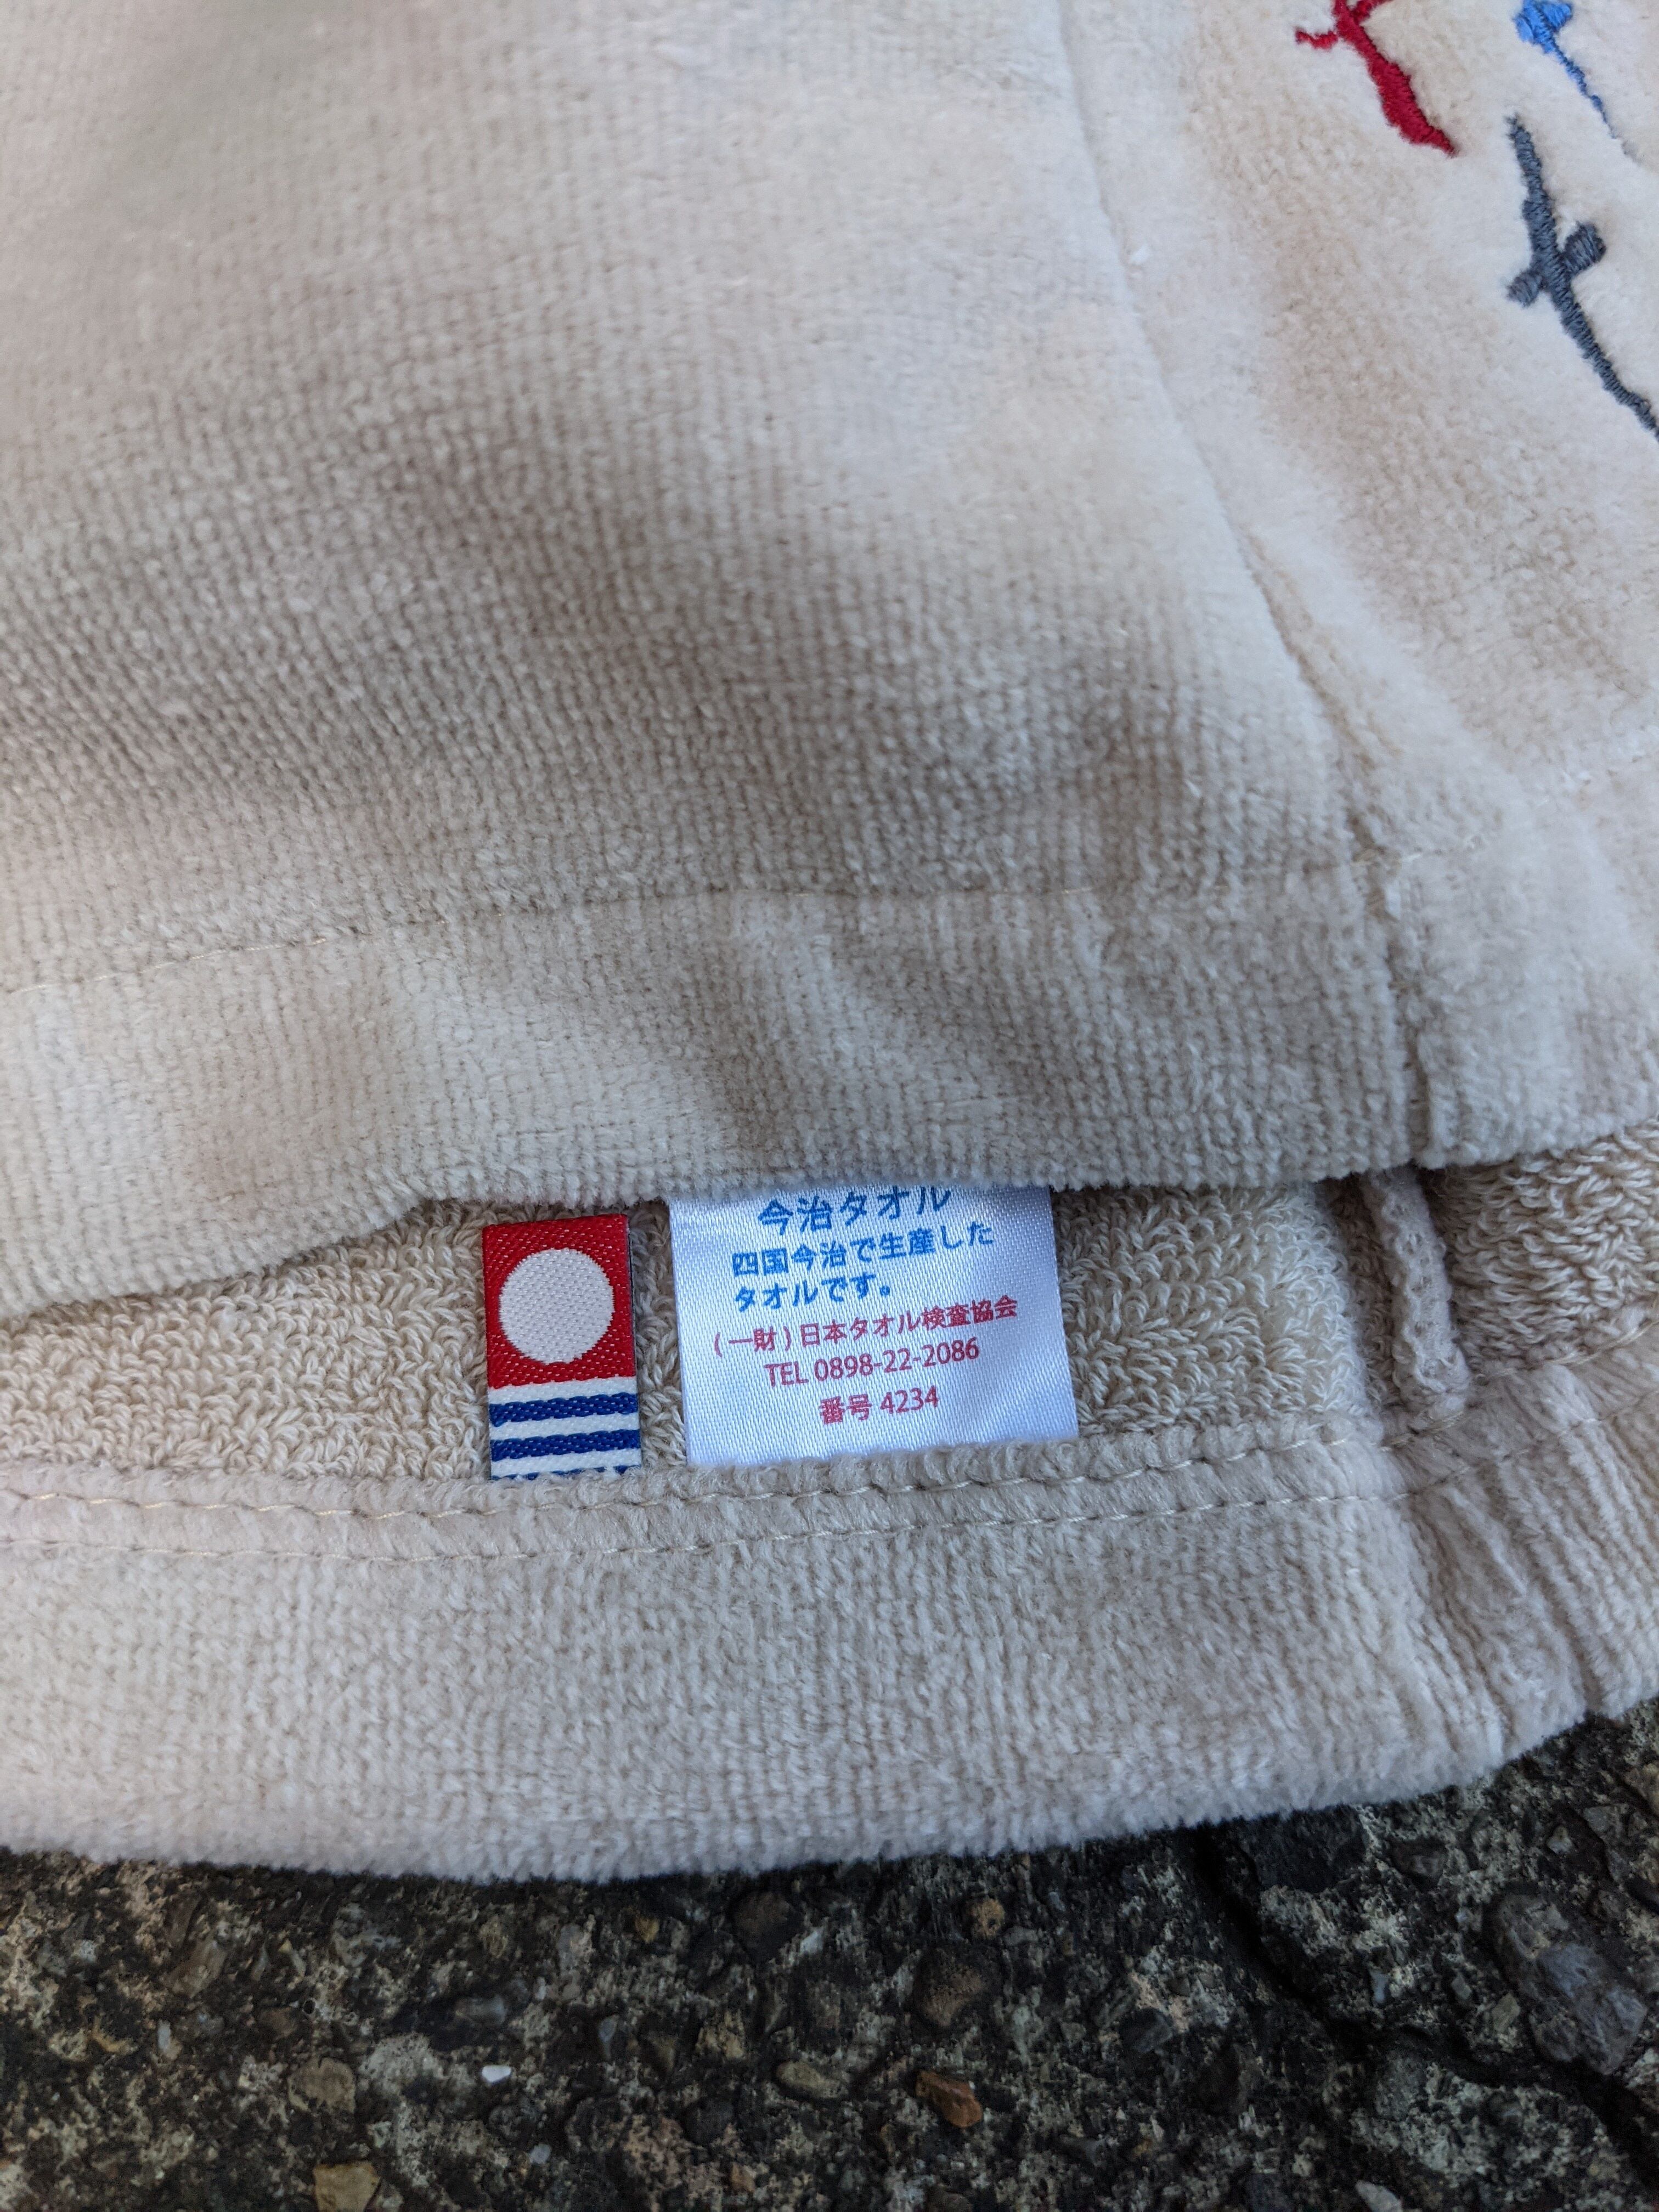 今治タオル
四国今治で生産した
タオルです。
(一財)日本タオル検査協会
TEL 0898-22-2086
番号 4234